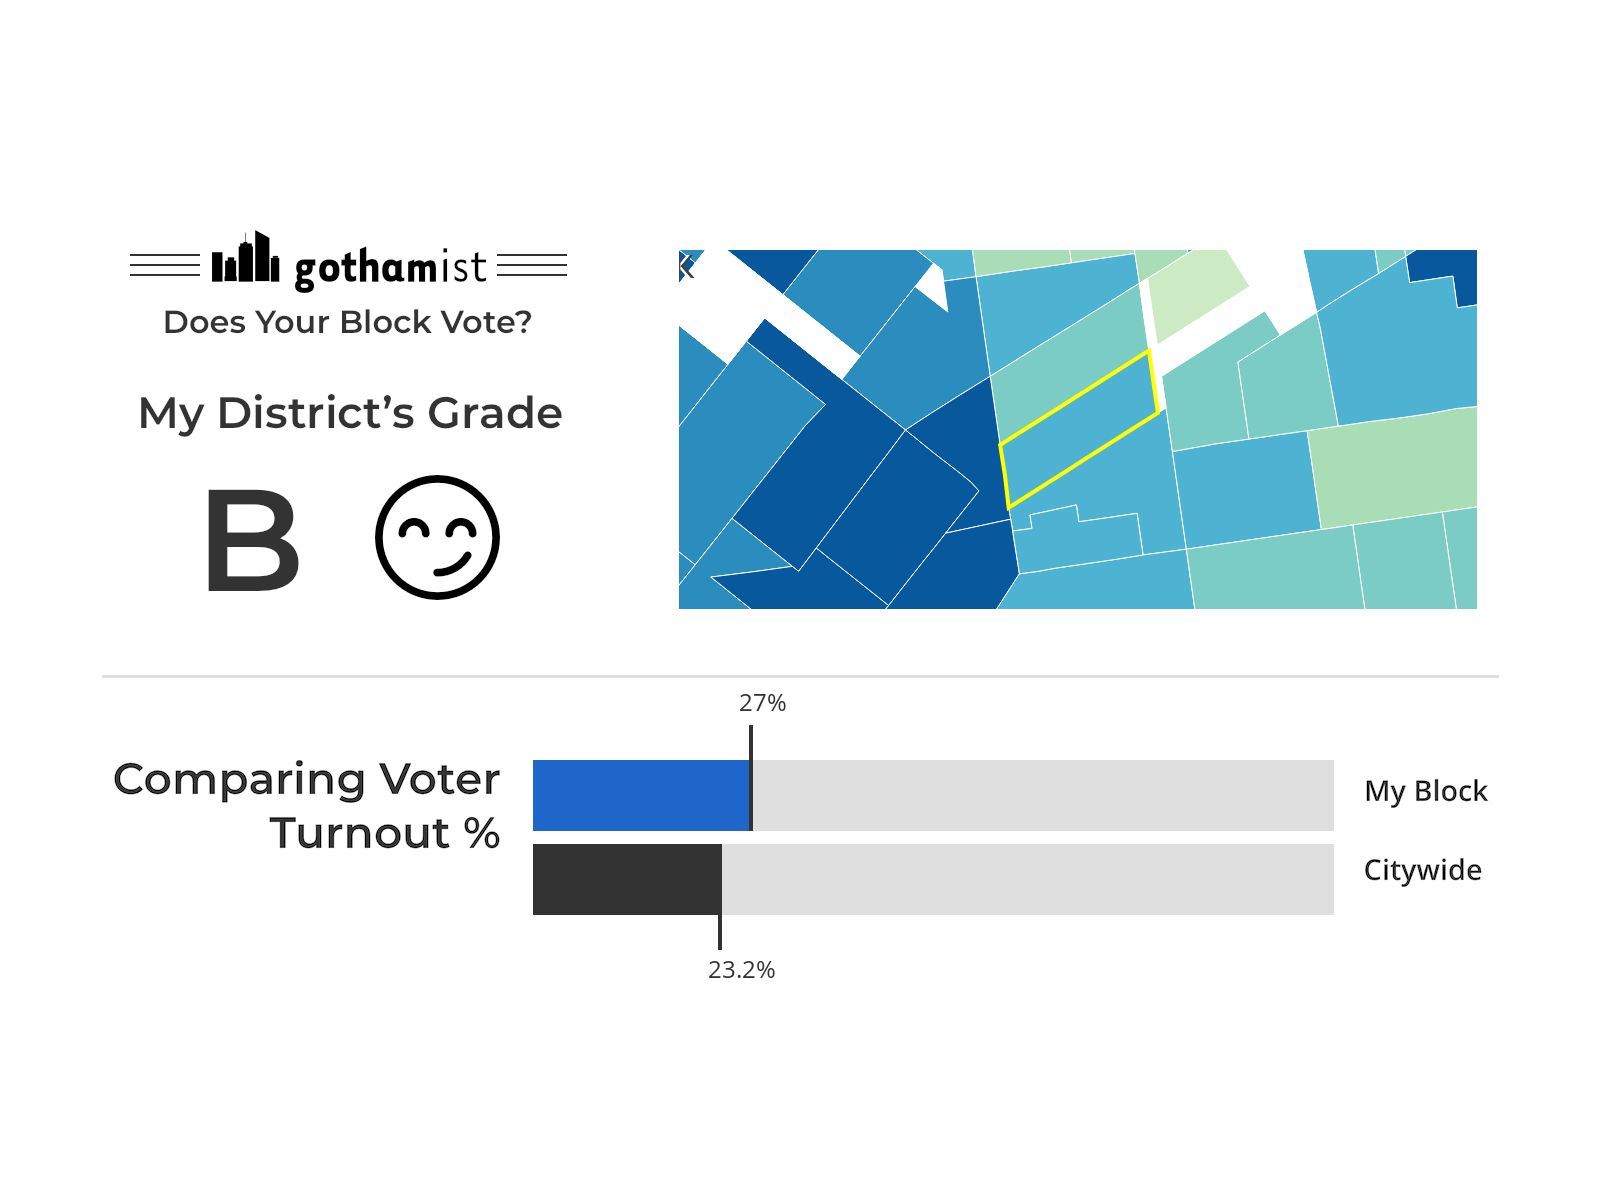 gothamist
Does Your Block Vote?
My District’s Grade
B
27%
Comparing Voter
Turnout %
My Block
Citywide
23.2%